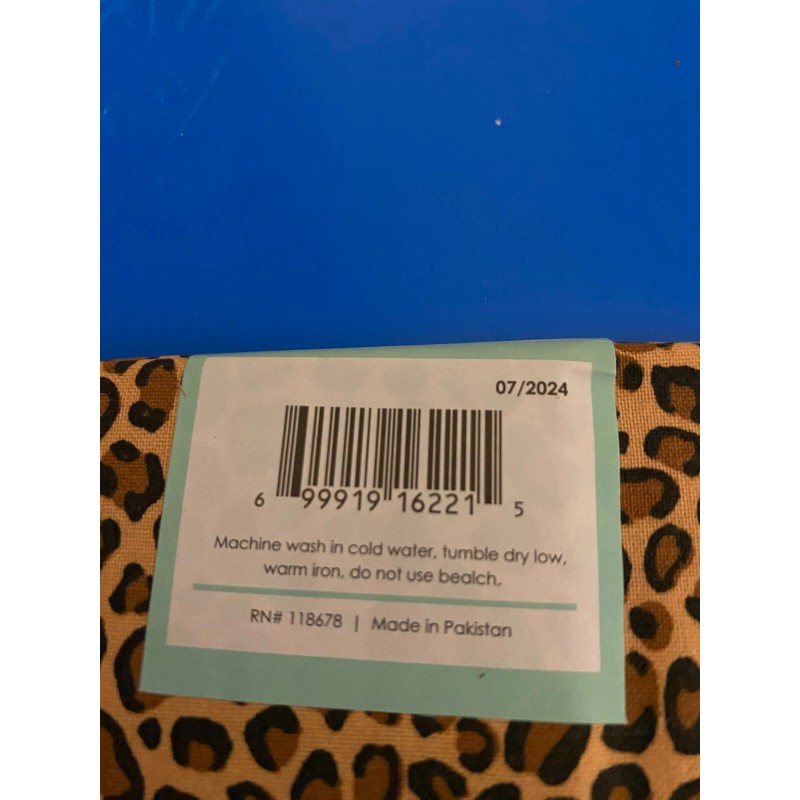 07/2024
6 99919 16221 5
Machine wash in cold water, tumble dry low,
warm iron, do not use bealch.
RN# 118678 | Made in Pakistan